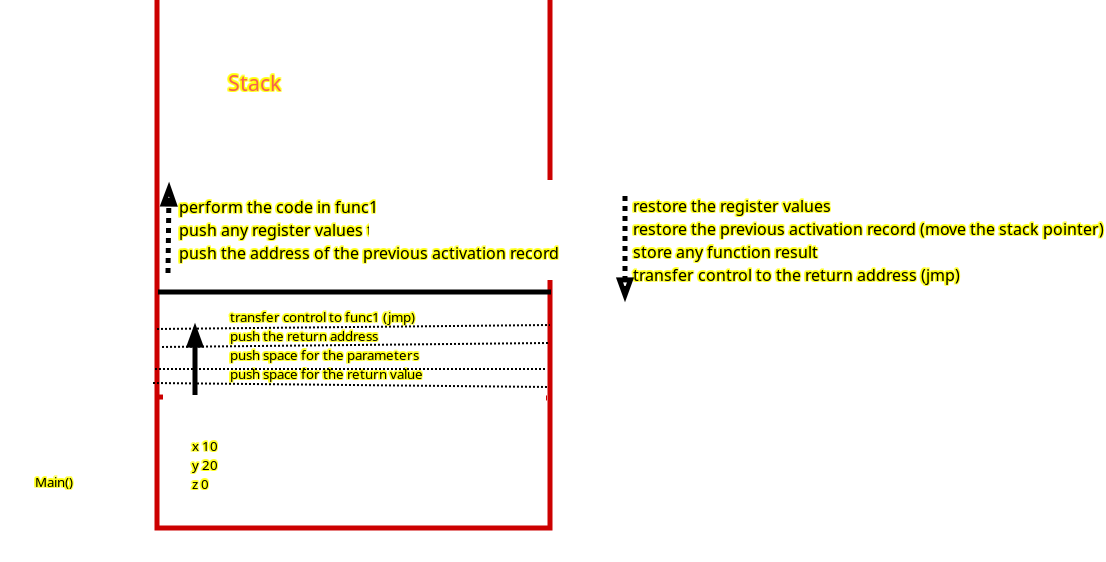 Stack
perform the code in func1
push any register values
push the address of the previous activation record
restore the register values
restore the previous activation record (move the stack pointer)
store any function result
transfer control to the return address (jmp)
transfer control to func1 (jmp)
push the return address
push space for the parameters
push space for the return value
x 10
y 20
z 0
Main()